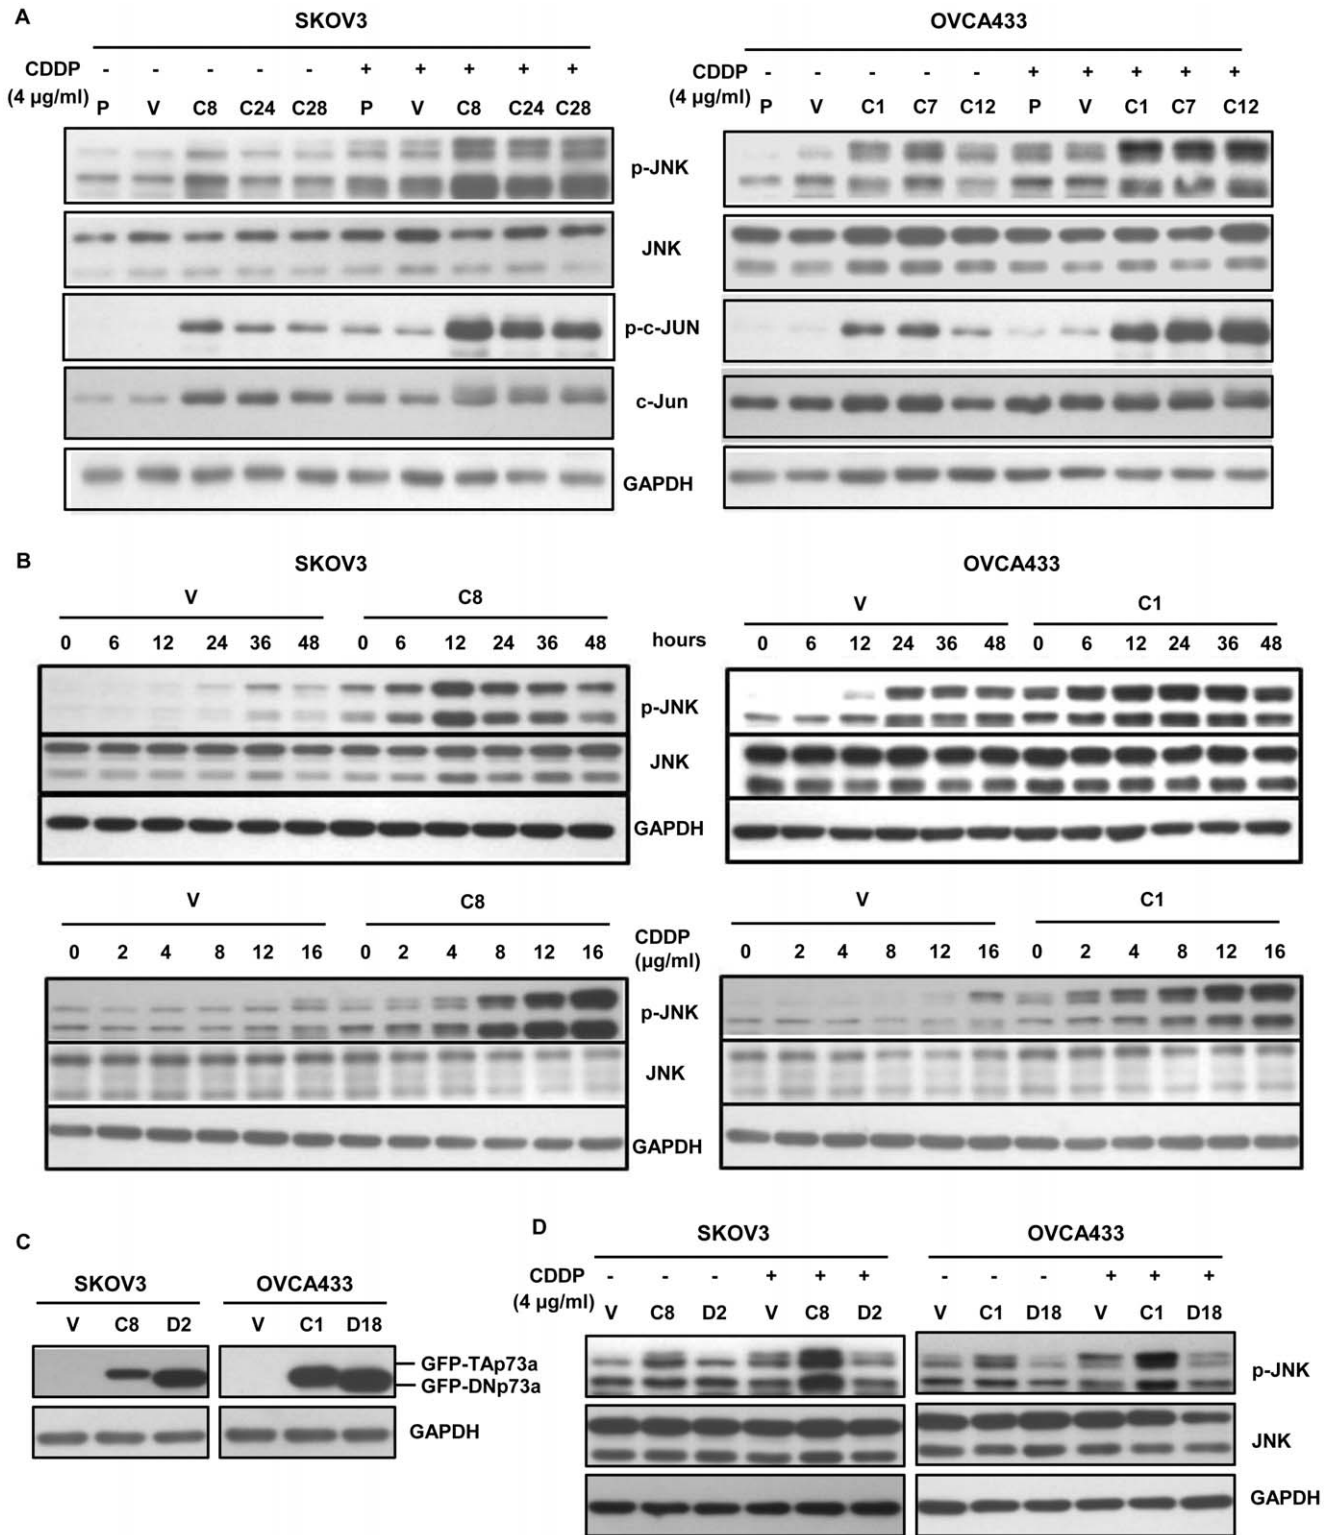 A
SKOV3
OVCA433
CDDP - - - - - + + + + +
(4 µg/ml) P V C8 C24 C28 P V C8 C24 C28
CDDP - - - - - + + + + +
(4 µg/ml) P V C1 C7 C12 P V C1 C7 C12
p-JNK
JNK
p-c-JUN
c-Jun
GAPDH
B
SKOV3
OVCA433
V C8
V C1
0 6 12 24 36 48 0 6 12 24 36 48
hours
0 6 12 24 36 48 0 6 12 24 36 48
p-JNK
JNK
GAPDH
V C8
V C1
0 2 4 8 12 16 0 2 4 8 12 16
CDDP
(µg/ml)
0 2 4 8 12 16 0 2 4 8 12 16
p-JNK
JNK
GAPDH
C
SKOV3 OVCA433
V C8 D2 V C1 D18
GFP-TAp73a
GFP-DNp73a
GAPDH
D
SKOV3
OVCA433
CDDP - - - + + + - - - + + +
(4 µg/ml) V C8 D2 V C8 D2 V C1 D18 V C1 D18
p-JNK
JNK
GAPDH